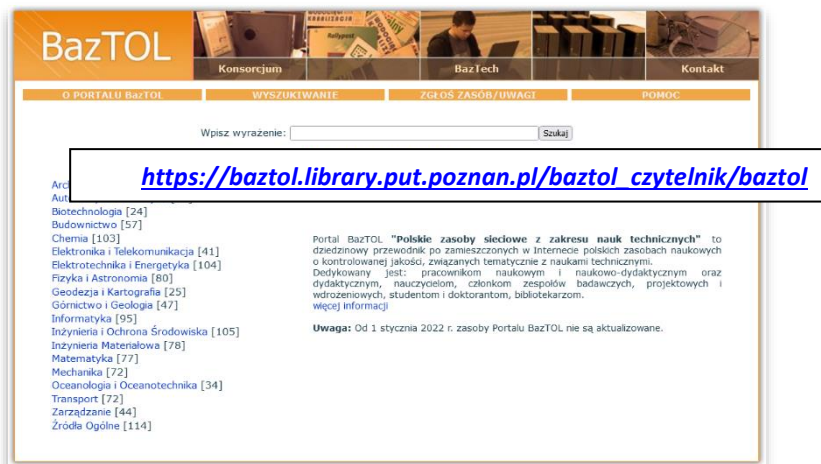 BazTOL
Konsorcjum
BazTech
Kontakt
O PORTALU BazTOL
WYSZUKIWANIE
ZGŁOŚ ZASÓB/UWAGI
POMOC
Wpisz wyrażenie:
Szukaj
https://baztol.library.put.poznan.pl/baztol_czytelnik/baztol
Biotechnologia [24]
Budownictwo [57]
Chemia [103]
Elektronika i Telekomunikacja [41]
Elektrotechnika i Energetyka [104]
Fizyka i Astronomia [80]
Geodezja i Kartografia [25]
Górnictwo i Geologia [47]
Informatyka [95]
Inżynieria i Ochrona Środowiska [105]
Inżynieria Materiałowa [78]
Matematyka [77]
Mechanika [72]
Oceanologia i Oceanotechnika [34]
Transport [72]
Zarządzanie [44]
Źródła Ogólne [114]
Portal BazTOL "Polskie zasoby sieciowe z zakresu nauk technicznych" to
dziedzinowy przewodnik po zamieszczonych w Internecie polskich zasobach naukowych
o kontrolowanej jakości, związanych tematycznie z naukami technicznymi.
Dedykowany jest: pracownikom naukowym i naukowo-dydaktycznym oraz
dydaktycznym, nauczycielom, członkom zespołów badawczych, projektowych i
wdrożeniowych, studentom i doktorantom, bibliotekarzom.
więcej informacji
Uwaga: Od 1 stycznia 2022 r. zasoby Portalu BazTOL nie są aktualizowane.